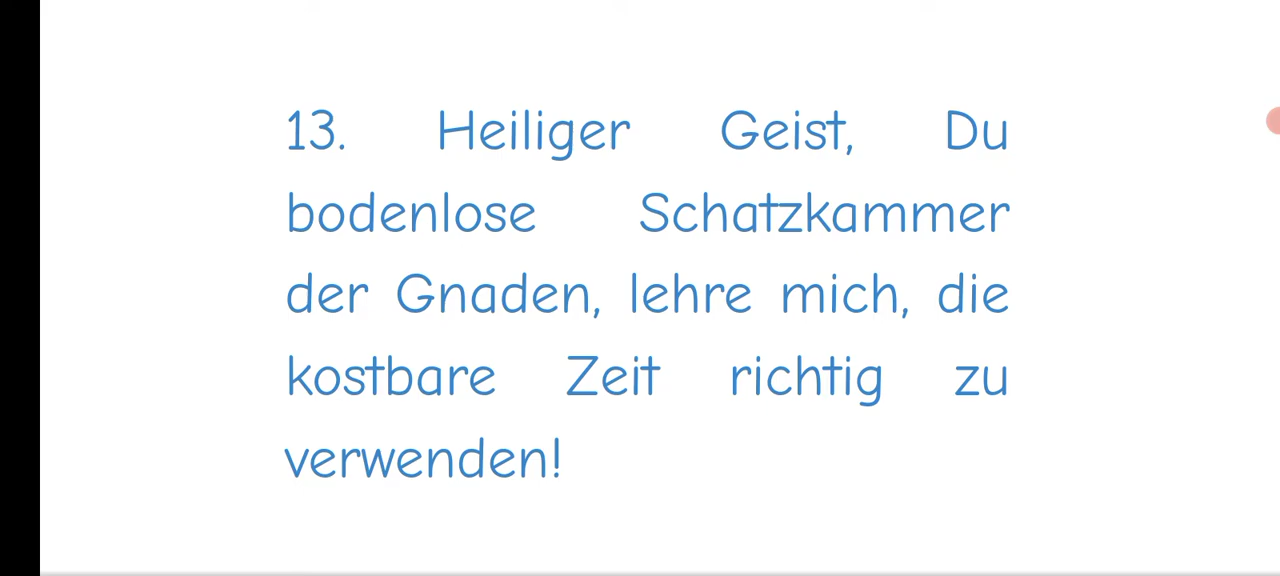 13. Heiliger Geist, Du
bodenlose Schatzkammer
der Gnaden, lehre mich, die
kostbare Zeit richtig zu
verwenden!